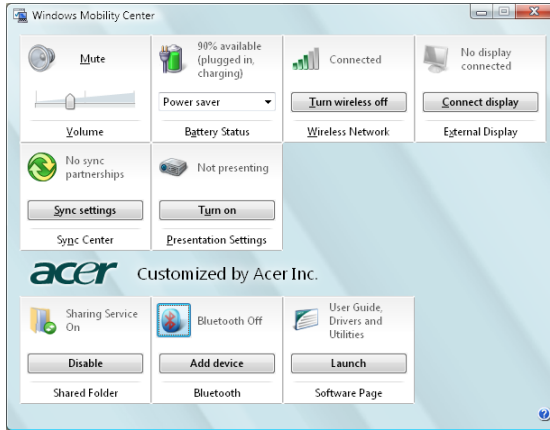 Windows Mobility Center
Mute
Volume
90% available
(plugged in,
charging)
Power saver
Battery Status
Connected
Turn wireless off
Wireless Network
No display
connected
Connect display
External Display
No sync
partnerships
Sync settings
Sync Center
Not presenting
Turn on
Presentation Settings
acer Customized by Acer Inc.
Sharing Service
On
Disable
Shared Folder
Bluetooth Off
Add device
Bluetooth
User Guide,
Drivers and
Utilities
Launch
Software Page